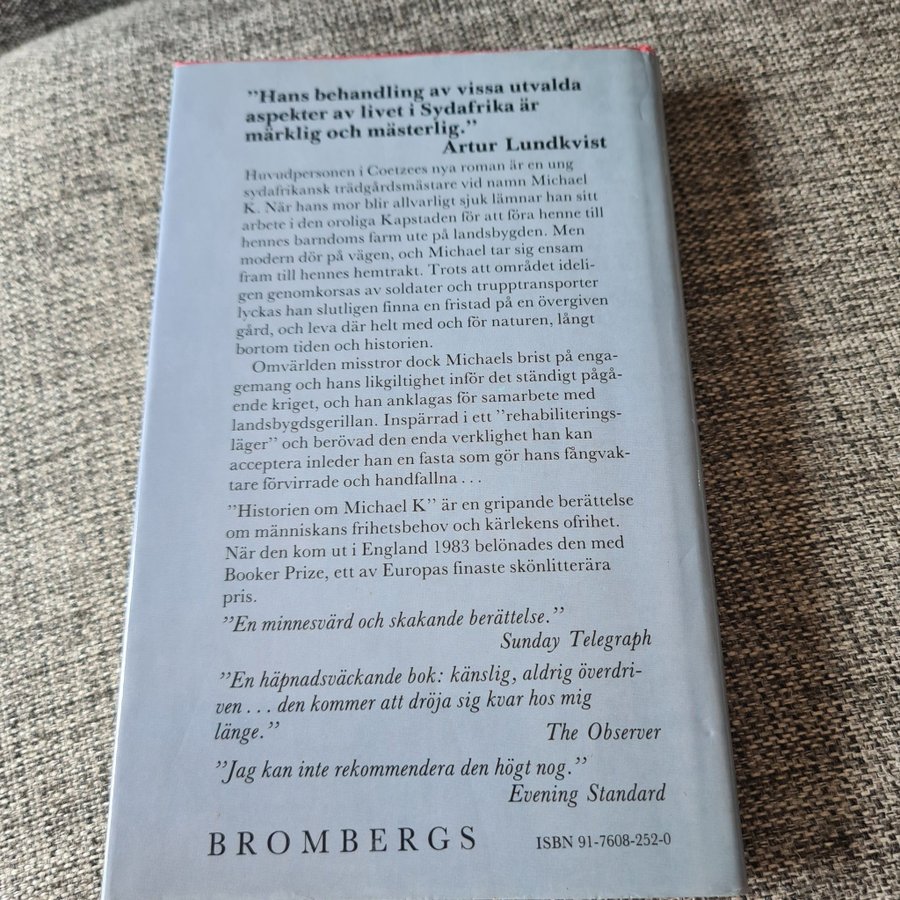 ”Hans behandling av vissa utvalda
aspekter av livet i Sydafrika är
märklig och mästerlig.”
Artur Lundkvist
Huvudpersonen i Coetzees nya roman är en ung
sydafrikansk trädgårdsmästare vid namn Michael
K. När hans mor blir allvarligt sjuk lämnar han sitt
arbete i den oroliga Kapstaden för att föra henne till
hennes barndoms farm ute på landsbygden. Men
modern dör på vägen, och Michael tar sig ensam
fram till hennes hemtrakt. Trots att området ideli-
gen genomkorsas av soldater och trupptransporter
lyckas han slutligen finna en fristad på en övergiven
gård, och leva där helt med och för naturen, långt
bortom tiden och historien.
Omvärlden misstror dock Michaels brist på enga-
gemang och hans likgiltighet inför det ständigt pågå-
ende kriget, och han anklagas för samarbete med
landsbygdsgerillan. Inspärrad i ett ”rehabiliterings-
läger” och berövad den enda verklighet han kan
acceptera inleder han en fasta som gör hans fångvak-
tare förvirrade och handfallna . . .
”Historien om Michael K” är en gripande berättelse
om människans frihetsbehov och kärlekens ofrihet.
När den kom ut i England 1983 belönades den med
Booker Prize, ett av Europas finaste skönlitterära
pris.
”En minnesvärd och skakande berättelse.”
Sunday Telegraph
”En häpnadsväckande bok: känslig, aldrig överdri-
ven . . . den kommer att dröja sig kvar hos mig
länge.”
The Observer
”Jag kan inte rekommendera den högt nog.”
Evening Standard
BROMBERGS
ISBN 91-7608-252-0